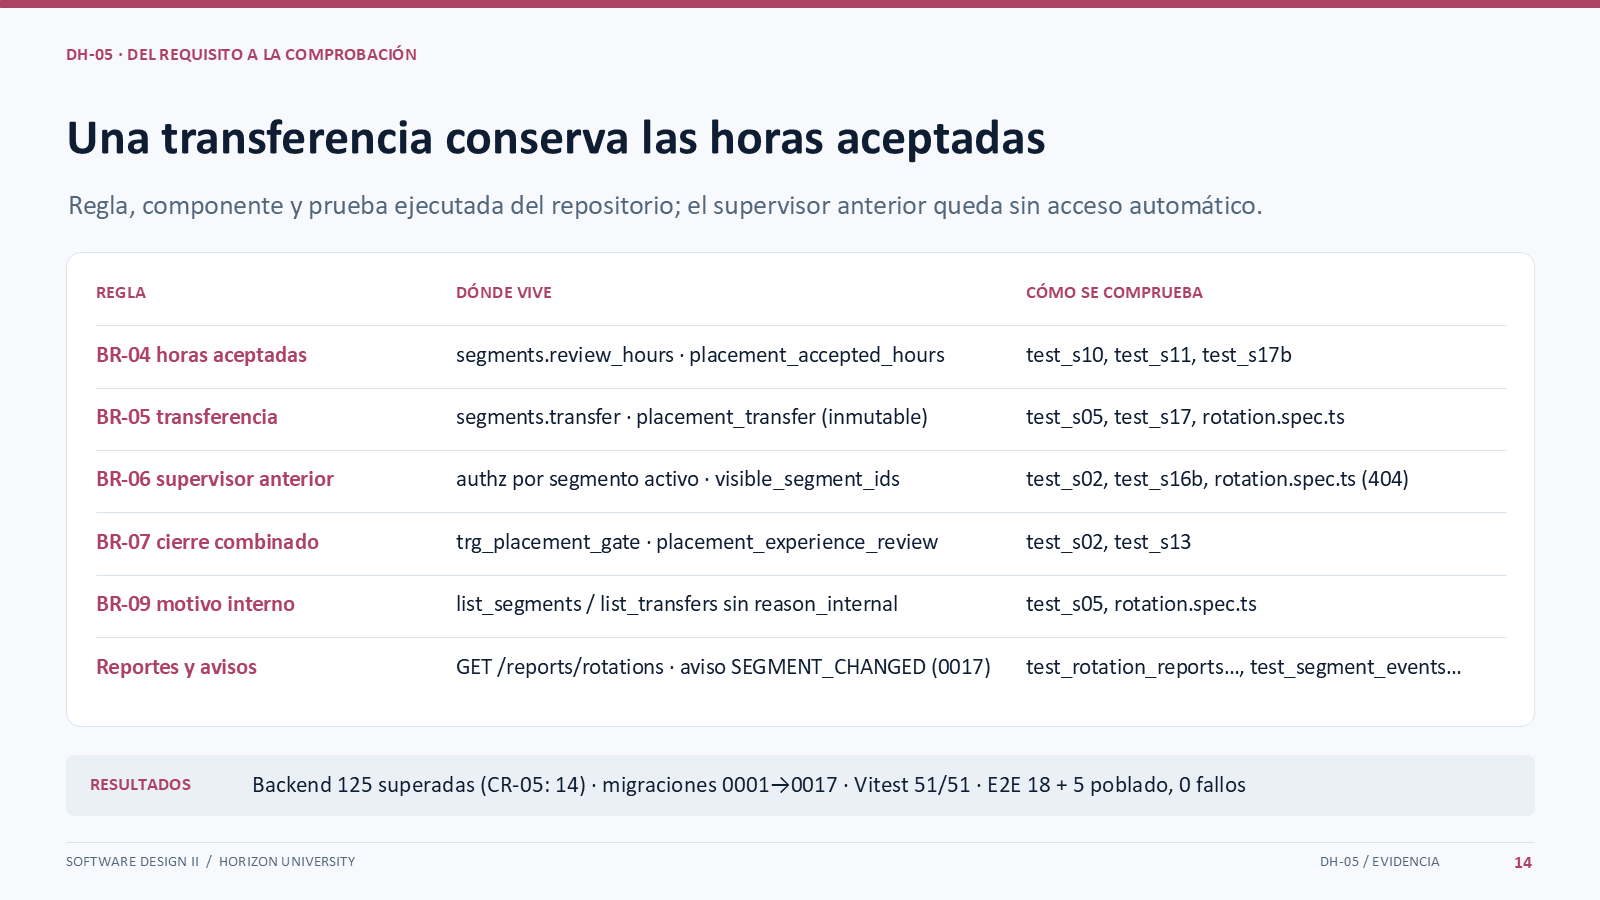 DH-05 · DEL REQUISITO A LA COMPROBACIÓN
Una transferencia conserva las horas aceptadas
Regla, componente y prueba ejecutada del repositorio; el supervisor anterior queda sin acceso automático.
REGLA DÓNDE VIVE CÓMO SE COMPRUEBA
BR-04 horas aceptadas segments.review_hours · placement_accepted_hours test_s10, test_s11, test_s17b
BR-05 transferencia segments.transfer · placement_transfer (inmutable) test_s05, test_s17, rotation.spec.ts
BR-06 supervisor anterior authz por segmento activo · visible_segment_ids test_s02, test_s16b, rotation.spec.ts (404)
BR-07 cierre combinado trg_placement_gate · placement_experience_review test_s02, test_s13
BR-09 motivo interno list_segments / list_transfers sin reason_internal test_s05, rotation.spec.ts
Reportes y avisos GET /reports/rotations · aviso SEGMENT_CHANGED (0017) test_rotation_reports…, test_segment_events…
RESULTADOS Backend 125 superadas (CR-05: 14) · migraciones 0001→0017 · Vitest 51/51 · E2E 18 + 5 poblado, 0 fallos
SOFTWARE DESIGN II / HORIZON UNIVERSITY DH-05 / EVIDENCIA 14